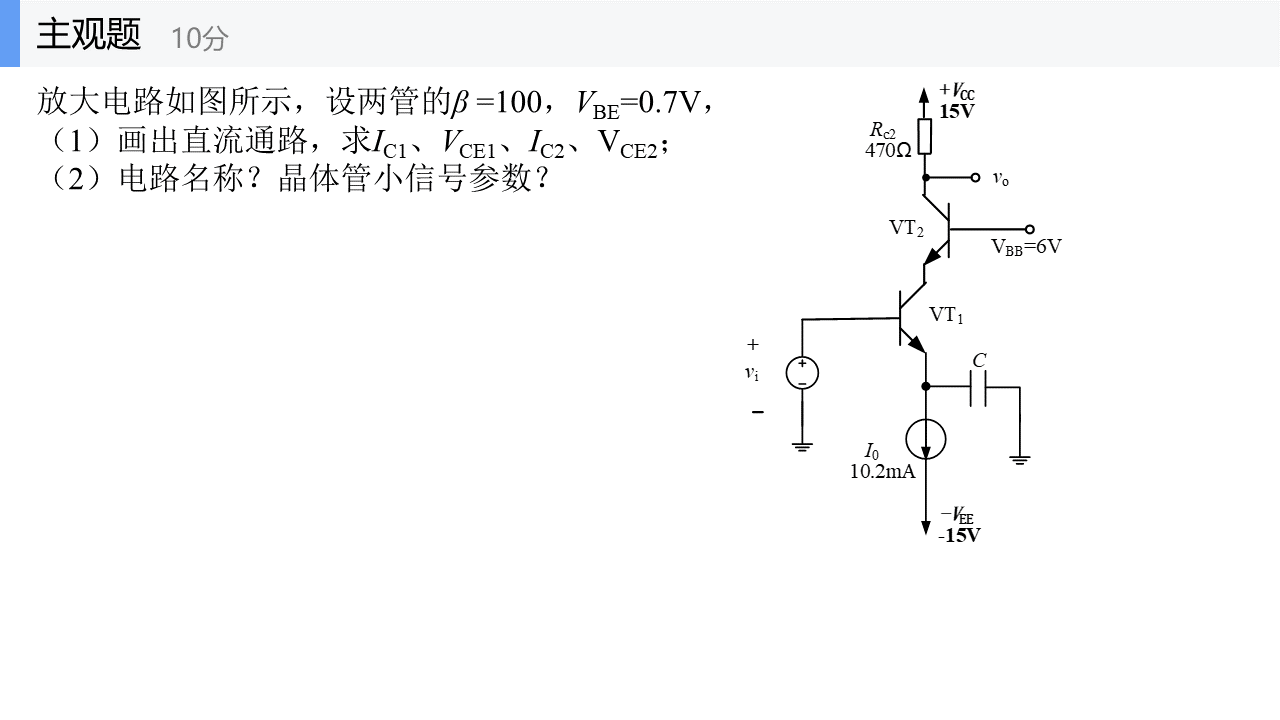 主观题 10分
放大电路如图所示，设两管的β =100，VBE=0.7V，
（1）画出直流通路，求IC1、VCE1、IC2、VCE2；
（2）电路名称？晶体管小信号参数？
+VCC
15V
Rc2
470Ω
vo
VT2
VBB=6V
VT1
+
vi
−
+
−
C
I0
10.2mA
−VEE
-15V